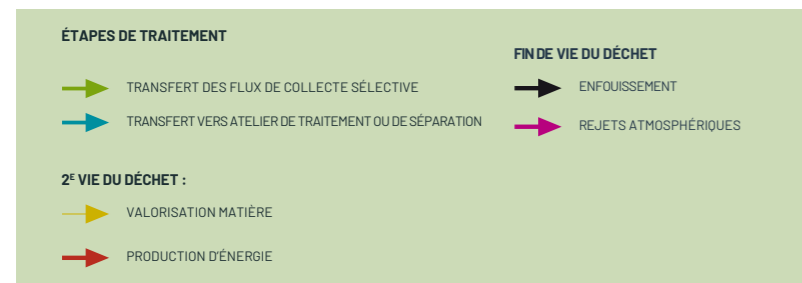 ÉTAPES DE TRAITEMENT
TRANSFERT DES FLUX DE COLLECTE SÉLECTIVE
TRANSFERT VERS ATELIER DE TRAITEMENT OU DE SÉPARATION
2E VIE DU DÉCHET :
VALORISATION MATIÈRE
PRODUCTION D'ÉNERGIE
FIN DE VIE DU DÉCHET
ENFOUISSEMENT
REJETS ATMOSPHÉRIQUES